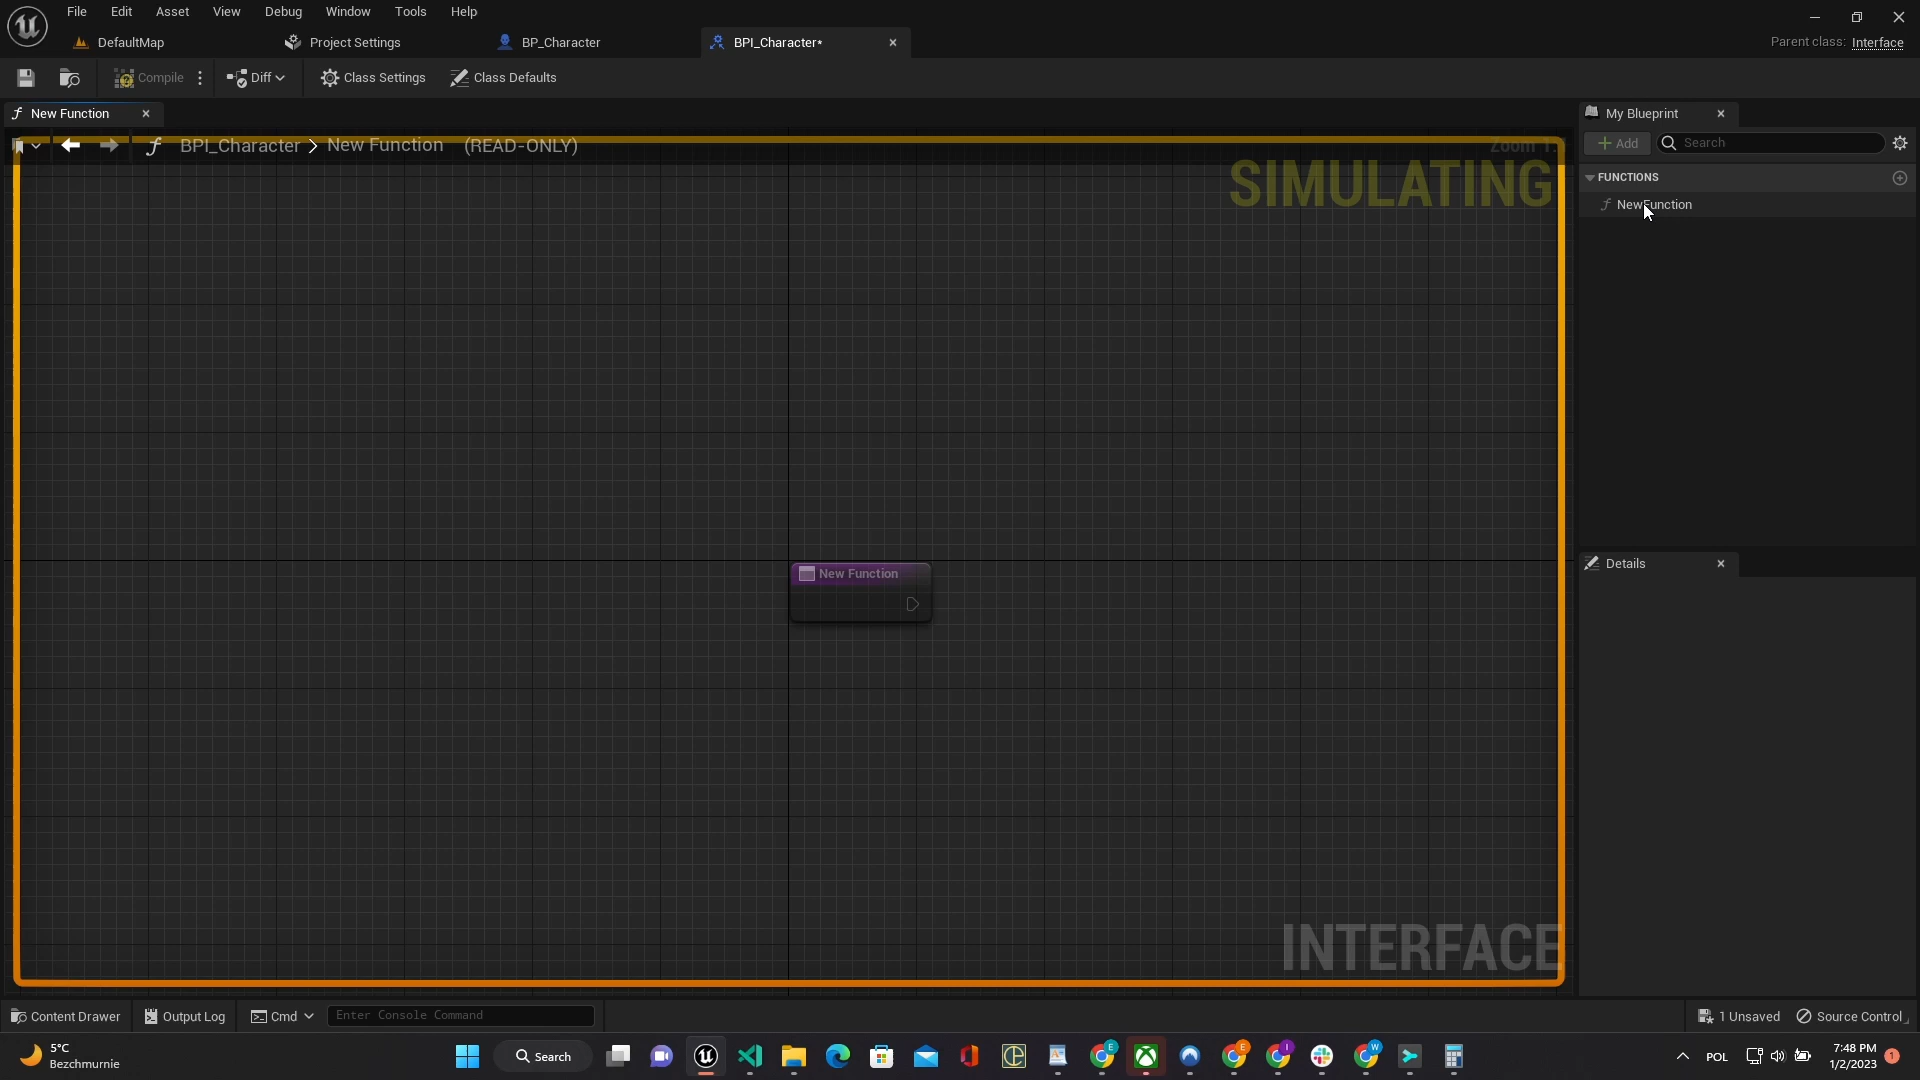 File Edit Asset View Debug Window Tools Help
DefaultMap Project Settings BP_Character BPI_Character*
Parent class: Interface
Compile Diff Class Settings Class Defaults
New Function
My Blueprint
BPI_Character > New Function (READ-ONLY)
Zoom 1:
+ Add Search
SIMULATING
FUNCTIONS
NewFunction
Details
New Function
INTERFACE
Content Drawer Output Log Cmd Enter Console Command
1 Unsaved Source Control
5°C
Bezchmurnie
Search
E E I W
POL
7:48 PM
1/2/2023
1